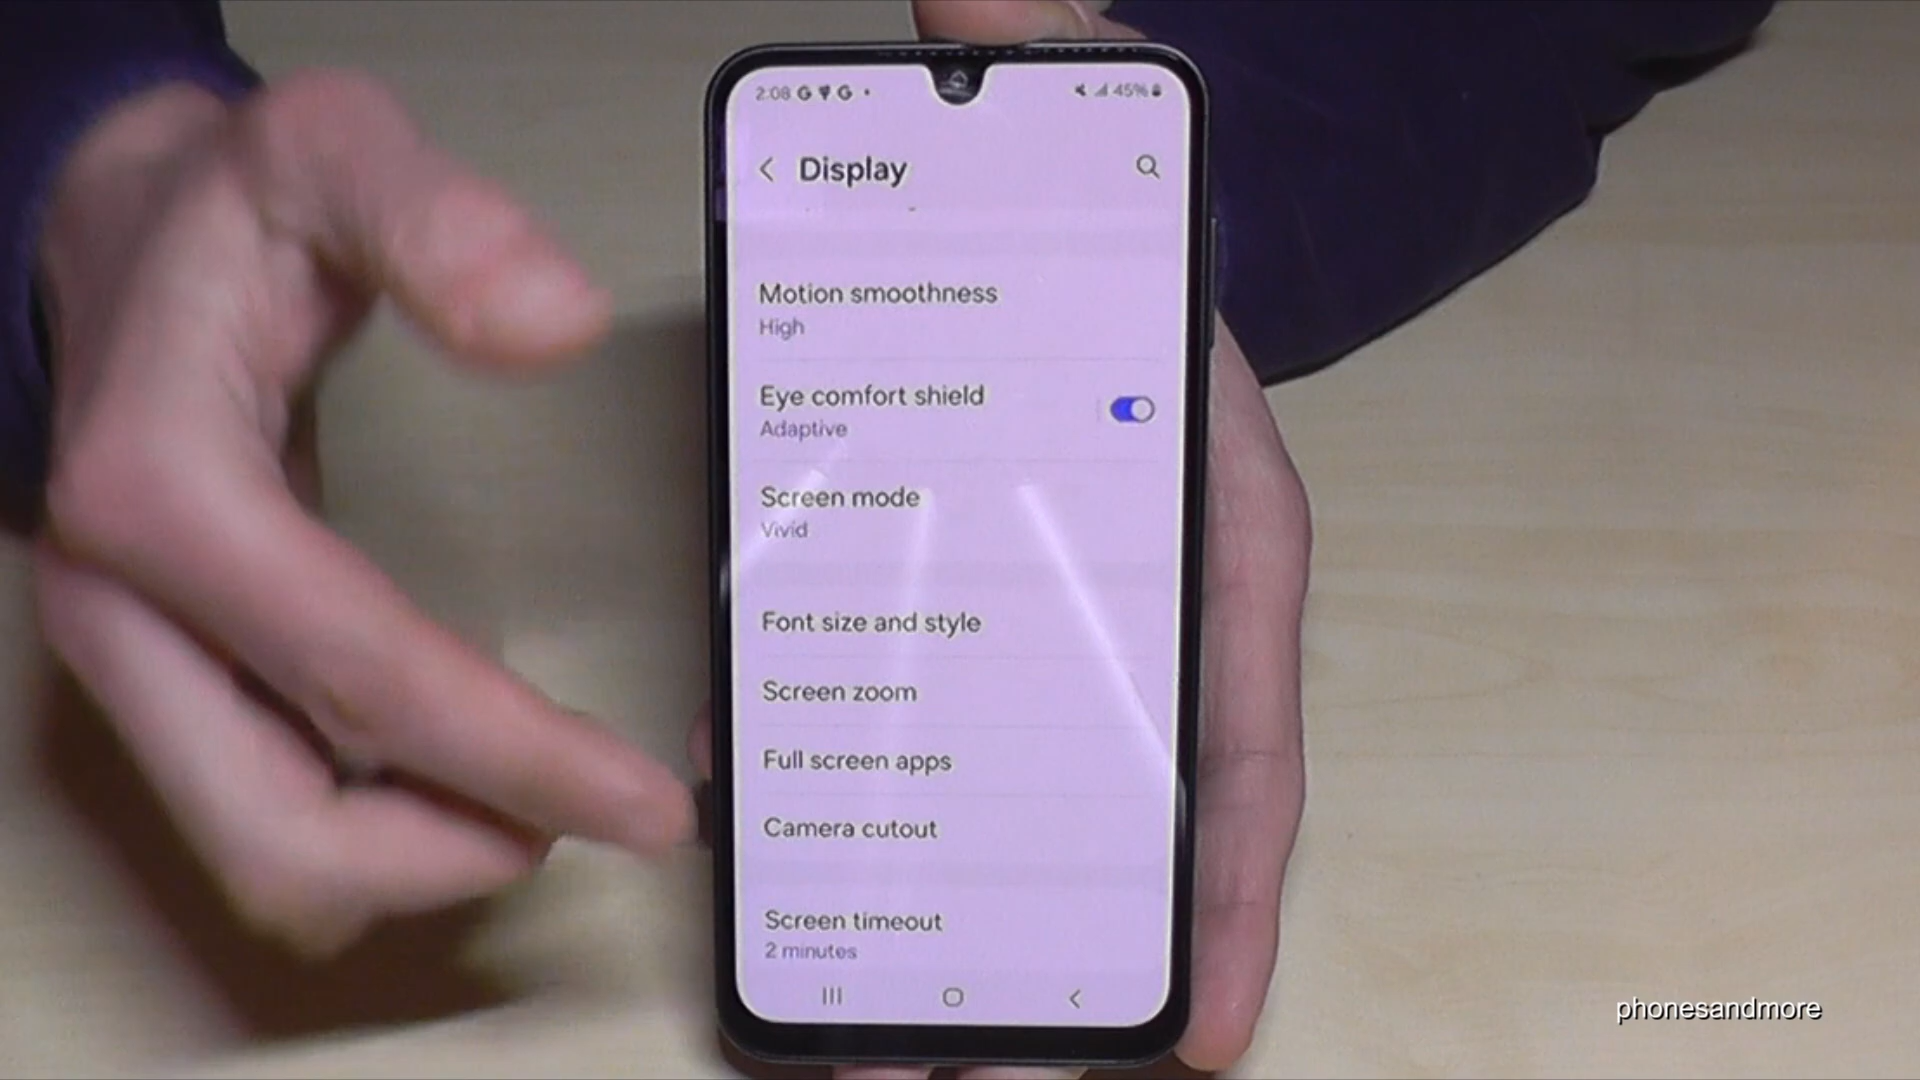 2:08 G G
45%
Display
Motion smoothness
High
Eye comfort shield
Adaptive
Screen mode
Vivid
Font size and style
Screen zoom
Full screen apps
Camera cutout
Screen timeout
2 minutes
phonesandmore